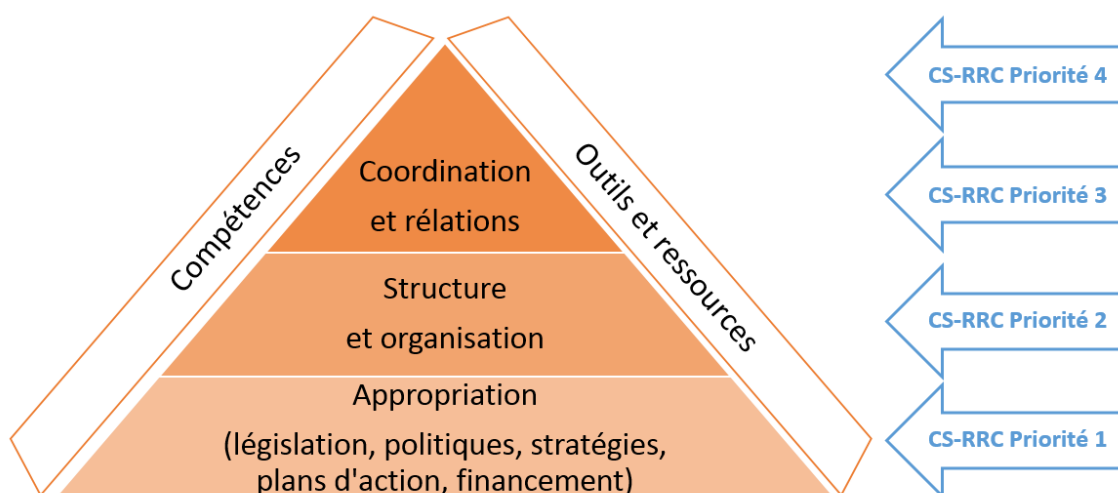 Compétences
Outils et ressources
Coordination
et rélations
Structure
et organisation
Appropriation
(législation, politiques, stratégies,
plans d'action, financement)
CS-RRC Priorité 4
CS-RRC Priorité 3
CS-RRC Priorité 2
CS-RRC Priorité 1